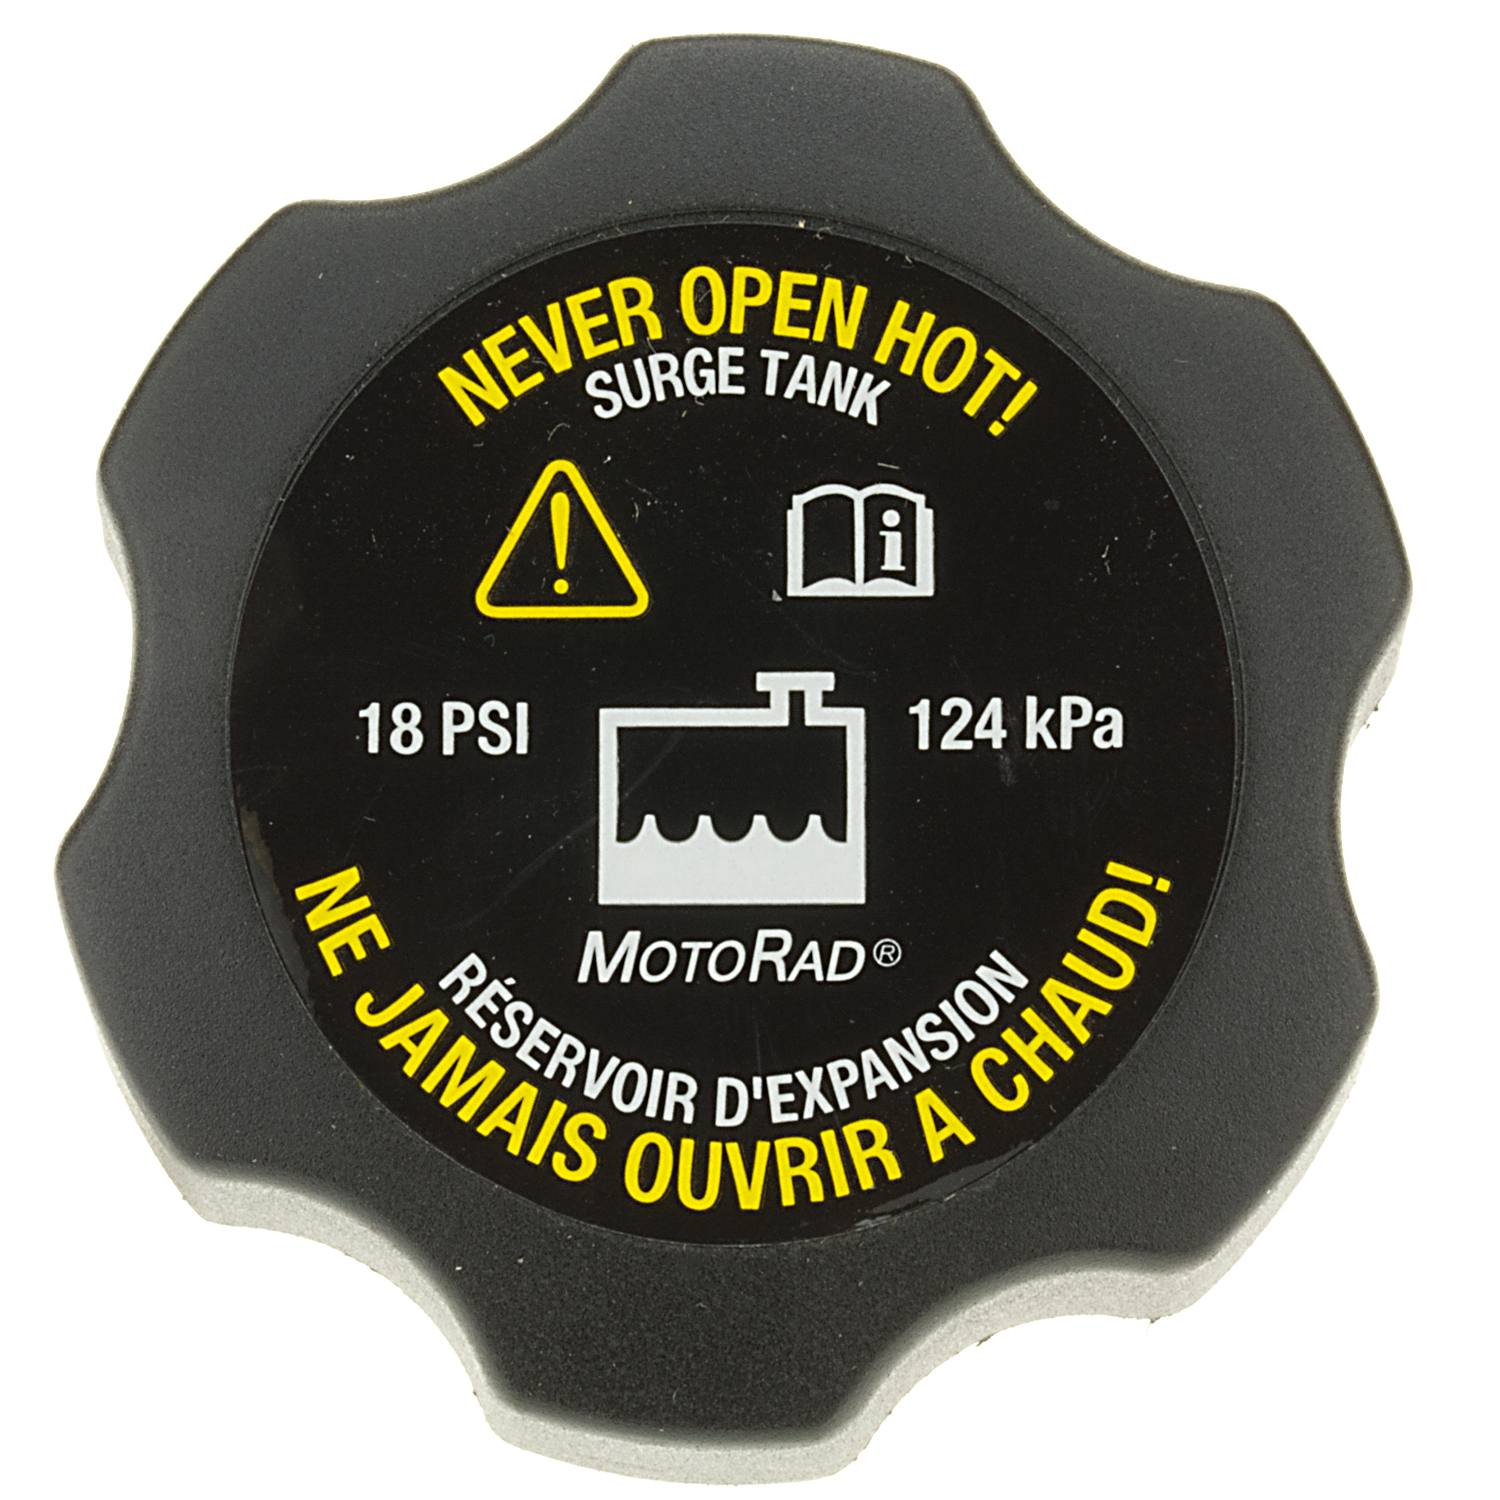 NEVER OPEN HOT!
SURGE TANK
i
18 PSI
124 kPa
MOTORAD®
RÉSERVOIR D'EXPANSION
NE JAMAIS OUVRIR A CHAUD!